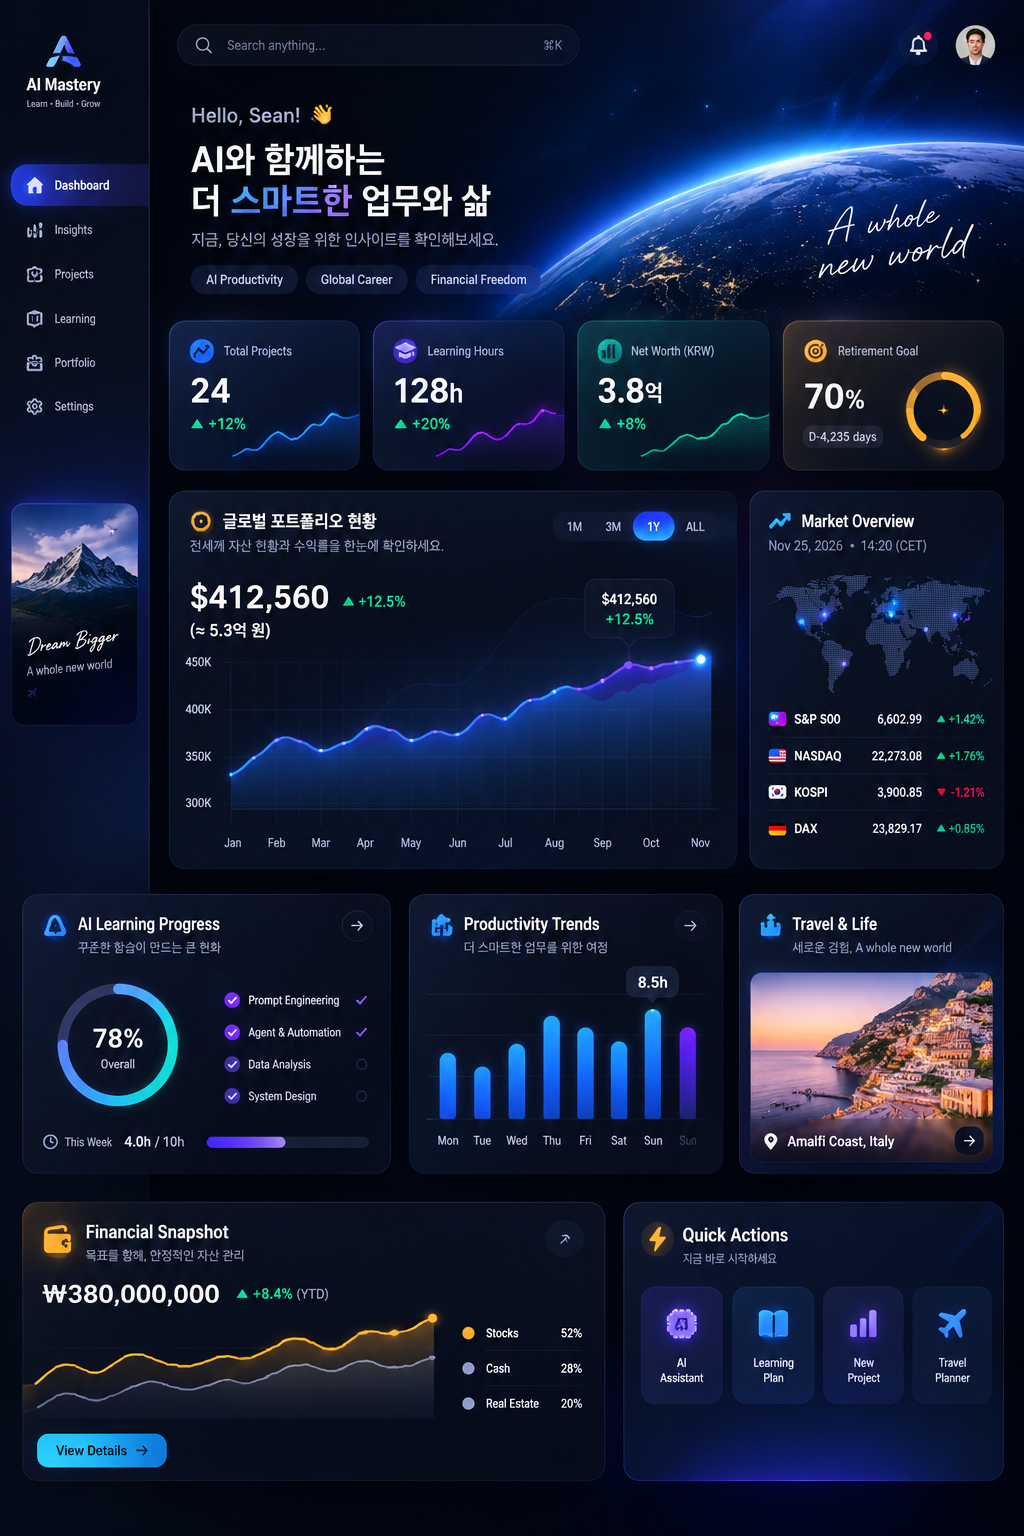 AI Mastery
Learn • Build • Grow
Search anything...
⌘K
Dashboard
Insights
Projects
Learning
Portfolio
Settings
Dream Bigger
A whole new world
Hello, Sean! 👋
AI와 함께하는
더 스마트한 업무와 삶
지금, 당신의 성장을 위한 인사이트를 확인해보세요.
AI Productivity
Global Career
Financial Freedom
A whole
new world
Total Projects
24
▲ +12%
Learning Hours
128h
▲ +20%
Net Worth (KRW)
3.8억
▲ +8%
Retirement Goal
70%
D-4,235 days
글로벌 포트폴리오 현황
전세께 자산 현황과 수익률을 한눈에 확인하세요.
1M 3M 1Y ALL
$412,560 ▲ +12.5%
(≈ 5.3억 원)
$412,560
+12.5%
450K
400K
350K
300K
Jan Feb Mar Apr May Jun Jul Aug Sep Oct Nov
Market Overview
Nov 25, 2026 • 14:20 (CET)
S&P S00 6,602.99 ▲ +1.42%
NASDAQ 22,273.08 ▲ +1.76%
KOSPI 3,900.85 ▼ -1.21%
DAX 23,829.17 ▲ +0.85%
AI Learning Progress
꾸준한 함습이 만드는 큰 현화
78%
Overall
Prompt Engineering
Agent & Automation
Data Analysis
System Design
This Week 4.0h / 10h
Productivity Trends
더 스마트한 업무를 위한 여정
8.5h
Mon Tue Wed Thu Fri Sat Sun Sun
Travel & Life
세로운 경험, A whole new world
Amalfi Coast, Italy
Financial Snapshot
목표를 함혜, 안정적인 자산 관리
₩380,000,000 ▲ +8.4% (YTD)
Stocks 52%
Cash 28%
Real Estate 20%
View Details →
Quick Actions
지금 바로 시작하세요
AI
Assistant
Learning
Plan
New
Project
Travel
Planner